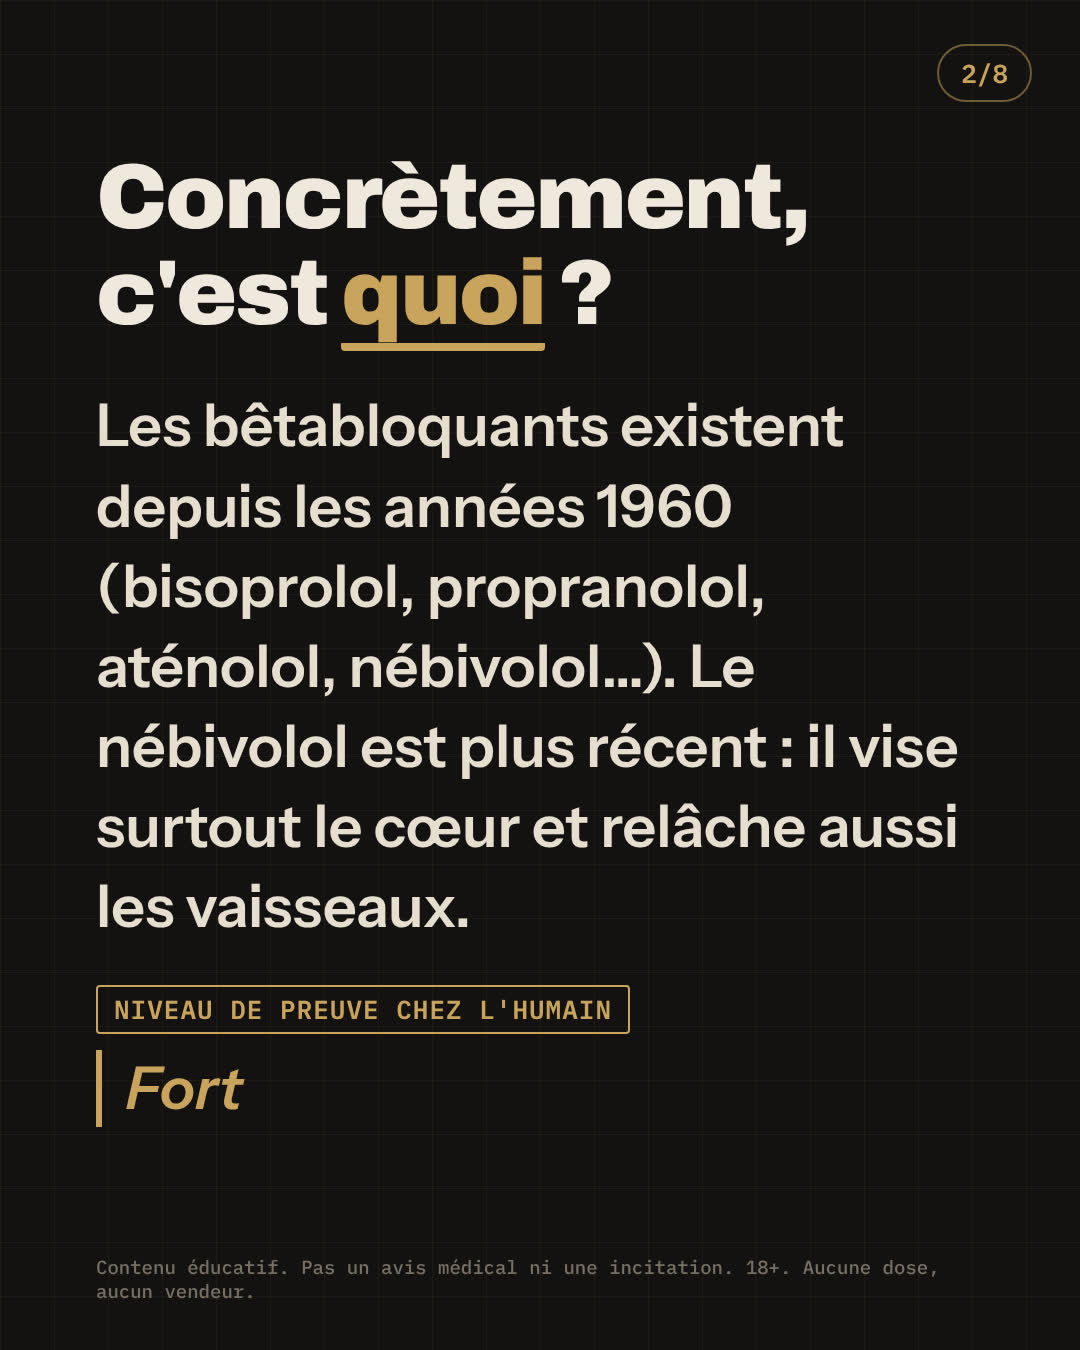 2/8
Concrètement,
c'est quoi ?
Les bêtabloquants existent
depuis les années 1960
(bisoprolol, propranolol,
aténolol, nébivolol...). Le
nébivolol est plus récent : il vise
surtout le cœur et relâche aussi
les vaisseaux.
NIVEAU DE PREUVE CHEZ L'HUMAIN
Fort
Contenu éducatif. Pas un avis médical ni une incitation. 18+. Aucune dose,
aucun vendeur.